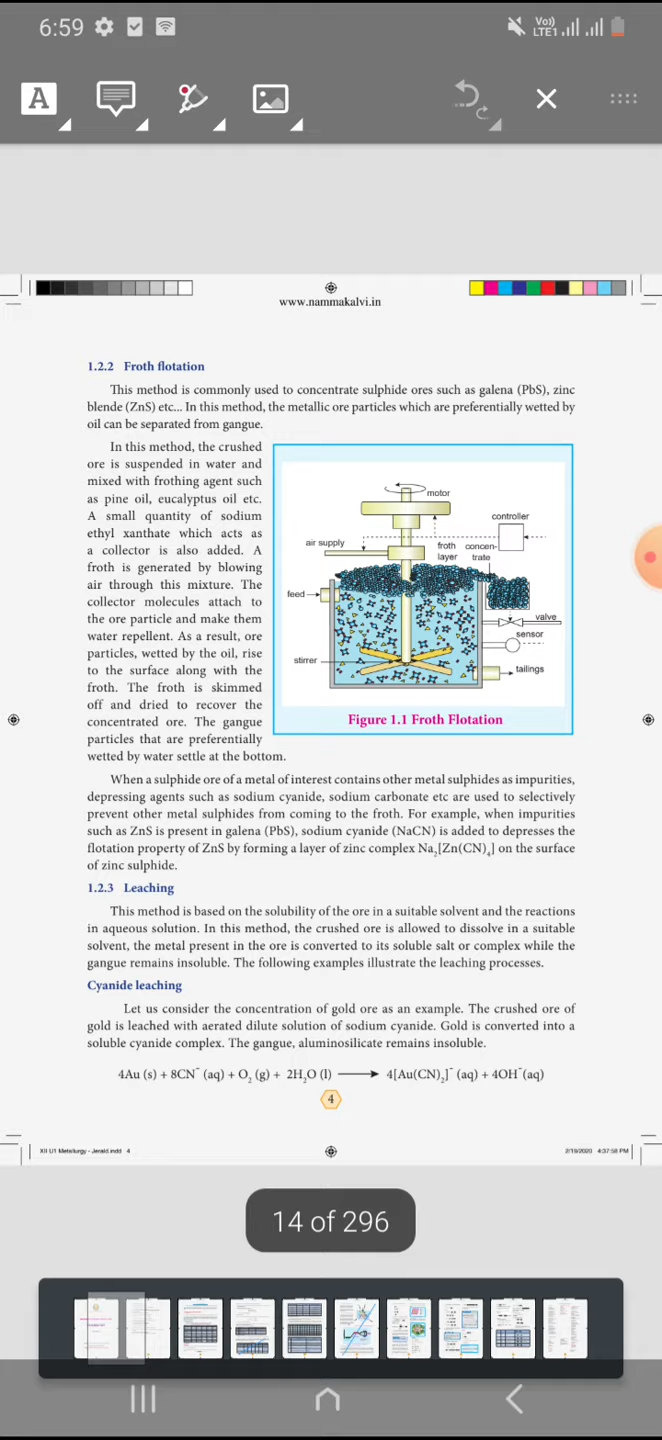 6:59
Vo))
LTE1
A
www.nammakalvi.in
1.2.2 Froth flotation
This method is commonly used to concentrate sulphide ores such as galena (PbS), zinc
blende (ZnS) etc... In this method, the metallic ore particles which are preferentially wetted by
oil can be separated from gangue.
In this method, the crushed
ore is suspended in water and
mixed with frothing agent such
as pine oil, eucalyptus oil etc.
A small quantity of sodium
ethyl xanthate which acts as
a collector is also added. A
froth is generated by blowing
air through this mixture. The
collector molecules attach to
the ore particle and make them
water repellent. As a result, ore
particles, wetted by the oil, rise
to the surface along with the
froth. The froth is skimmed
off and dried to recover the
concentrated ore. The gangue
particles that are preferentially
wetted by water settle at the bottom.
motor
controller
air supply
froth
layer
concen-
trate
feed
valve
sensor
stirrer
tailings
Figure 1.1 Froth Flotation
When a sulphide ore of a metal of interest contains other metal sulphides as impurities,
depressing agents such as sodium cyanide, sodium carbonate etc are used to selectively
prevent other metal sulphides from coming to the froth. For example, when impurities
such as ZnS is present in galena (PbS), sodium cyanide (NaCN) is added to depresses the
flotation property of ZnS by forming a layer of zinc complex Na₂[Zn(CN)₄] on the surface
of zinc sulphide.
1.2.3 Leaching
This method is based on the solubility of the ore in a suitable solvent and the reactions
in aqueous solution. In this method, the crushed ore is allowed to dissolve in a suitable
solvent, the metal present in the ore is converted to its soluble salt or complex while the
gangue remains insoluble. The following examples illustrate the leaching processes.
Cyanide leaching
Let us consider the concentration of gold ore as an example. The crushed ore of
gold is leached with aerated dilute solution of sodium cyanide. Gold is converted into a
soluble cyanide complex. The gangue, aluminosilicate remains insoluble.
4Au (s) + 8CN⁻ (aq) + O₂ (g) + 2H₂O (l) ⟶ 4[Au(CN)₂]⁻ (aq) + 4OH⁻(aq)
4
XII U1 Metallurgy - Jerald.indd 4
2/19/2020 4:37:58 PM
14 of 296